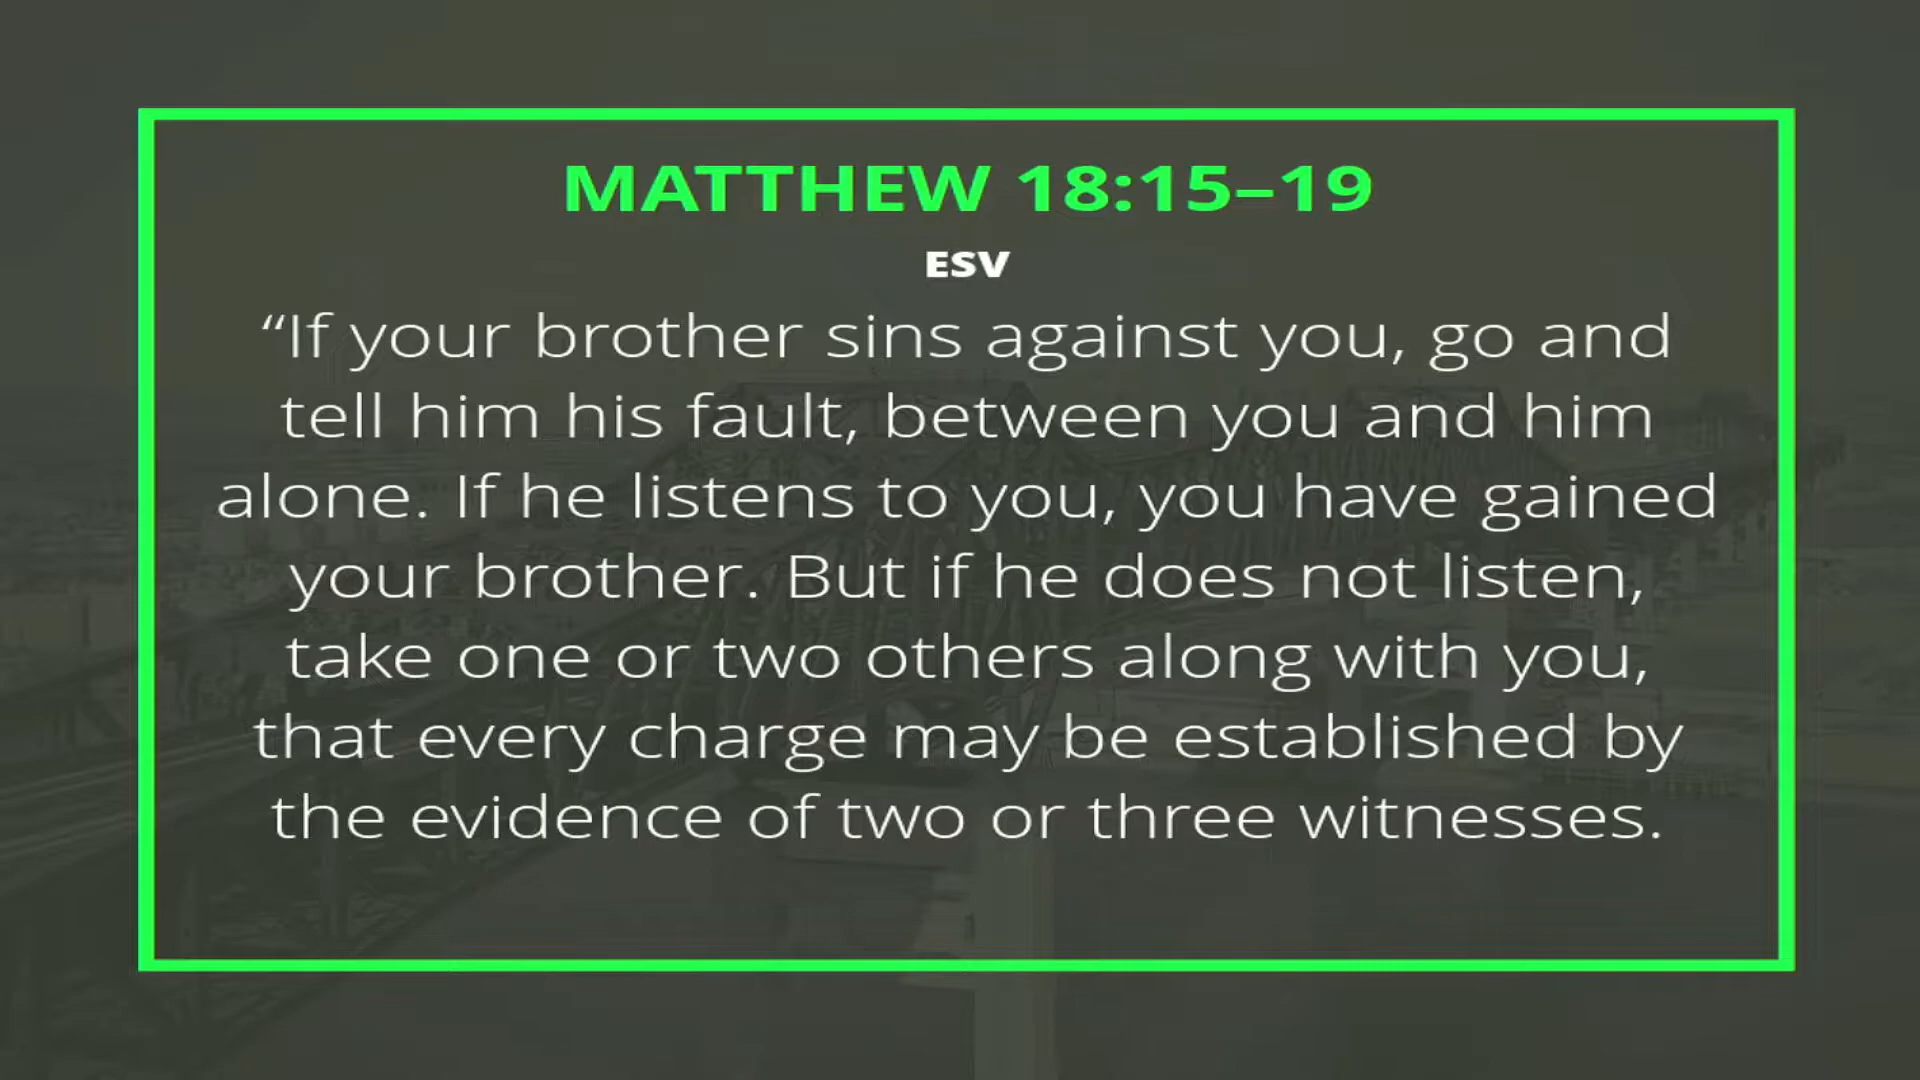 MATTHEW 18:15–19
ESV
“If your brother sins against you, go and
tell him his fault, between you and him
alone. If he listens to you, you have gained
your brother. But if he does not listen,
take one or two others along with you,
that every charge may be established by
the evidence of two or three witnesses.